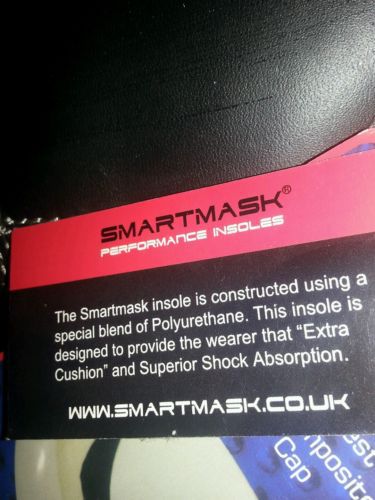 SMARTMASK®
PERFORMANCE INSOLES
The Smartmask insole is constructed using a
special blend of Polyurethane. This insole is
designed to provide the wearer that "Extra
Cushion" and Superior Shock Absorption.
WWW.SMARTMASK.CO.UK
Cap